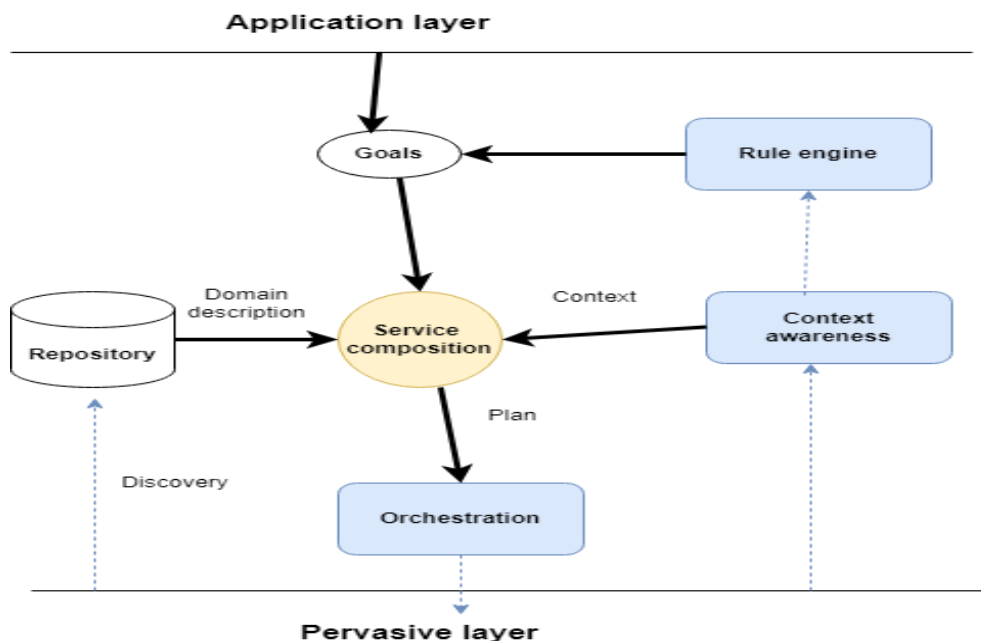 Application layer
Goals
Rule engine
Domain
description
Context
Repository
Service
composition
Context
awareness
Plan
Discovery
Orchestration
Pervasive layer